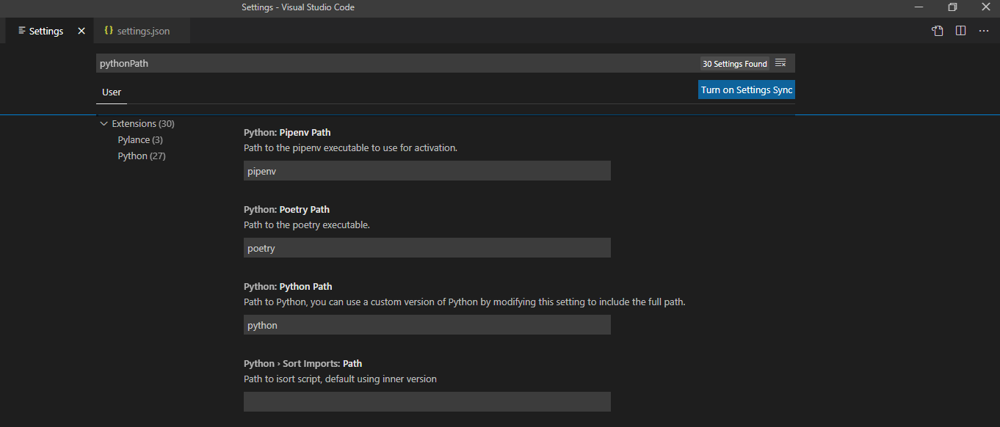 Settings - Visual Studio Code
Settings
settings.json
pythonPath
30 Settings Found
User
Turn on Settings Sync
Extensions (30)
Pylance (3)
Python (27)
Python: Pipenv Path
Path to the pipenv executable to use for activation.
pipenv
Python: Poetry Path
Path to the poetry executable.
poetry
Python: Python Path
Path to Python, you can use a custom version of Python by modifying this setting to include the full path.
python
Python › Sort Imports: Path
Path to isort script, default using inner version